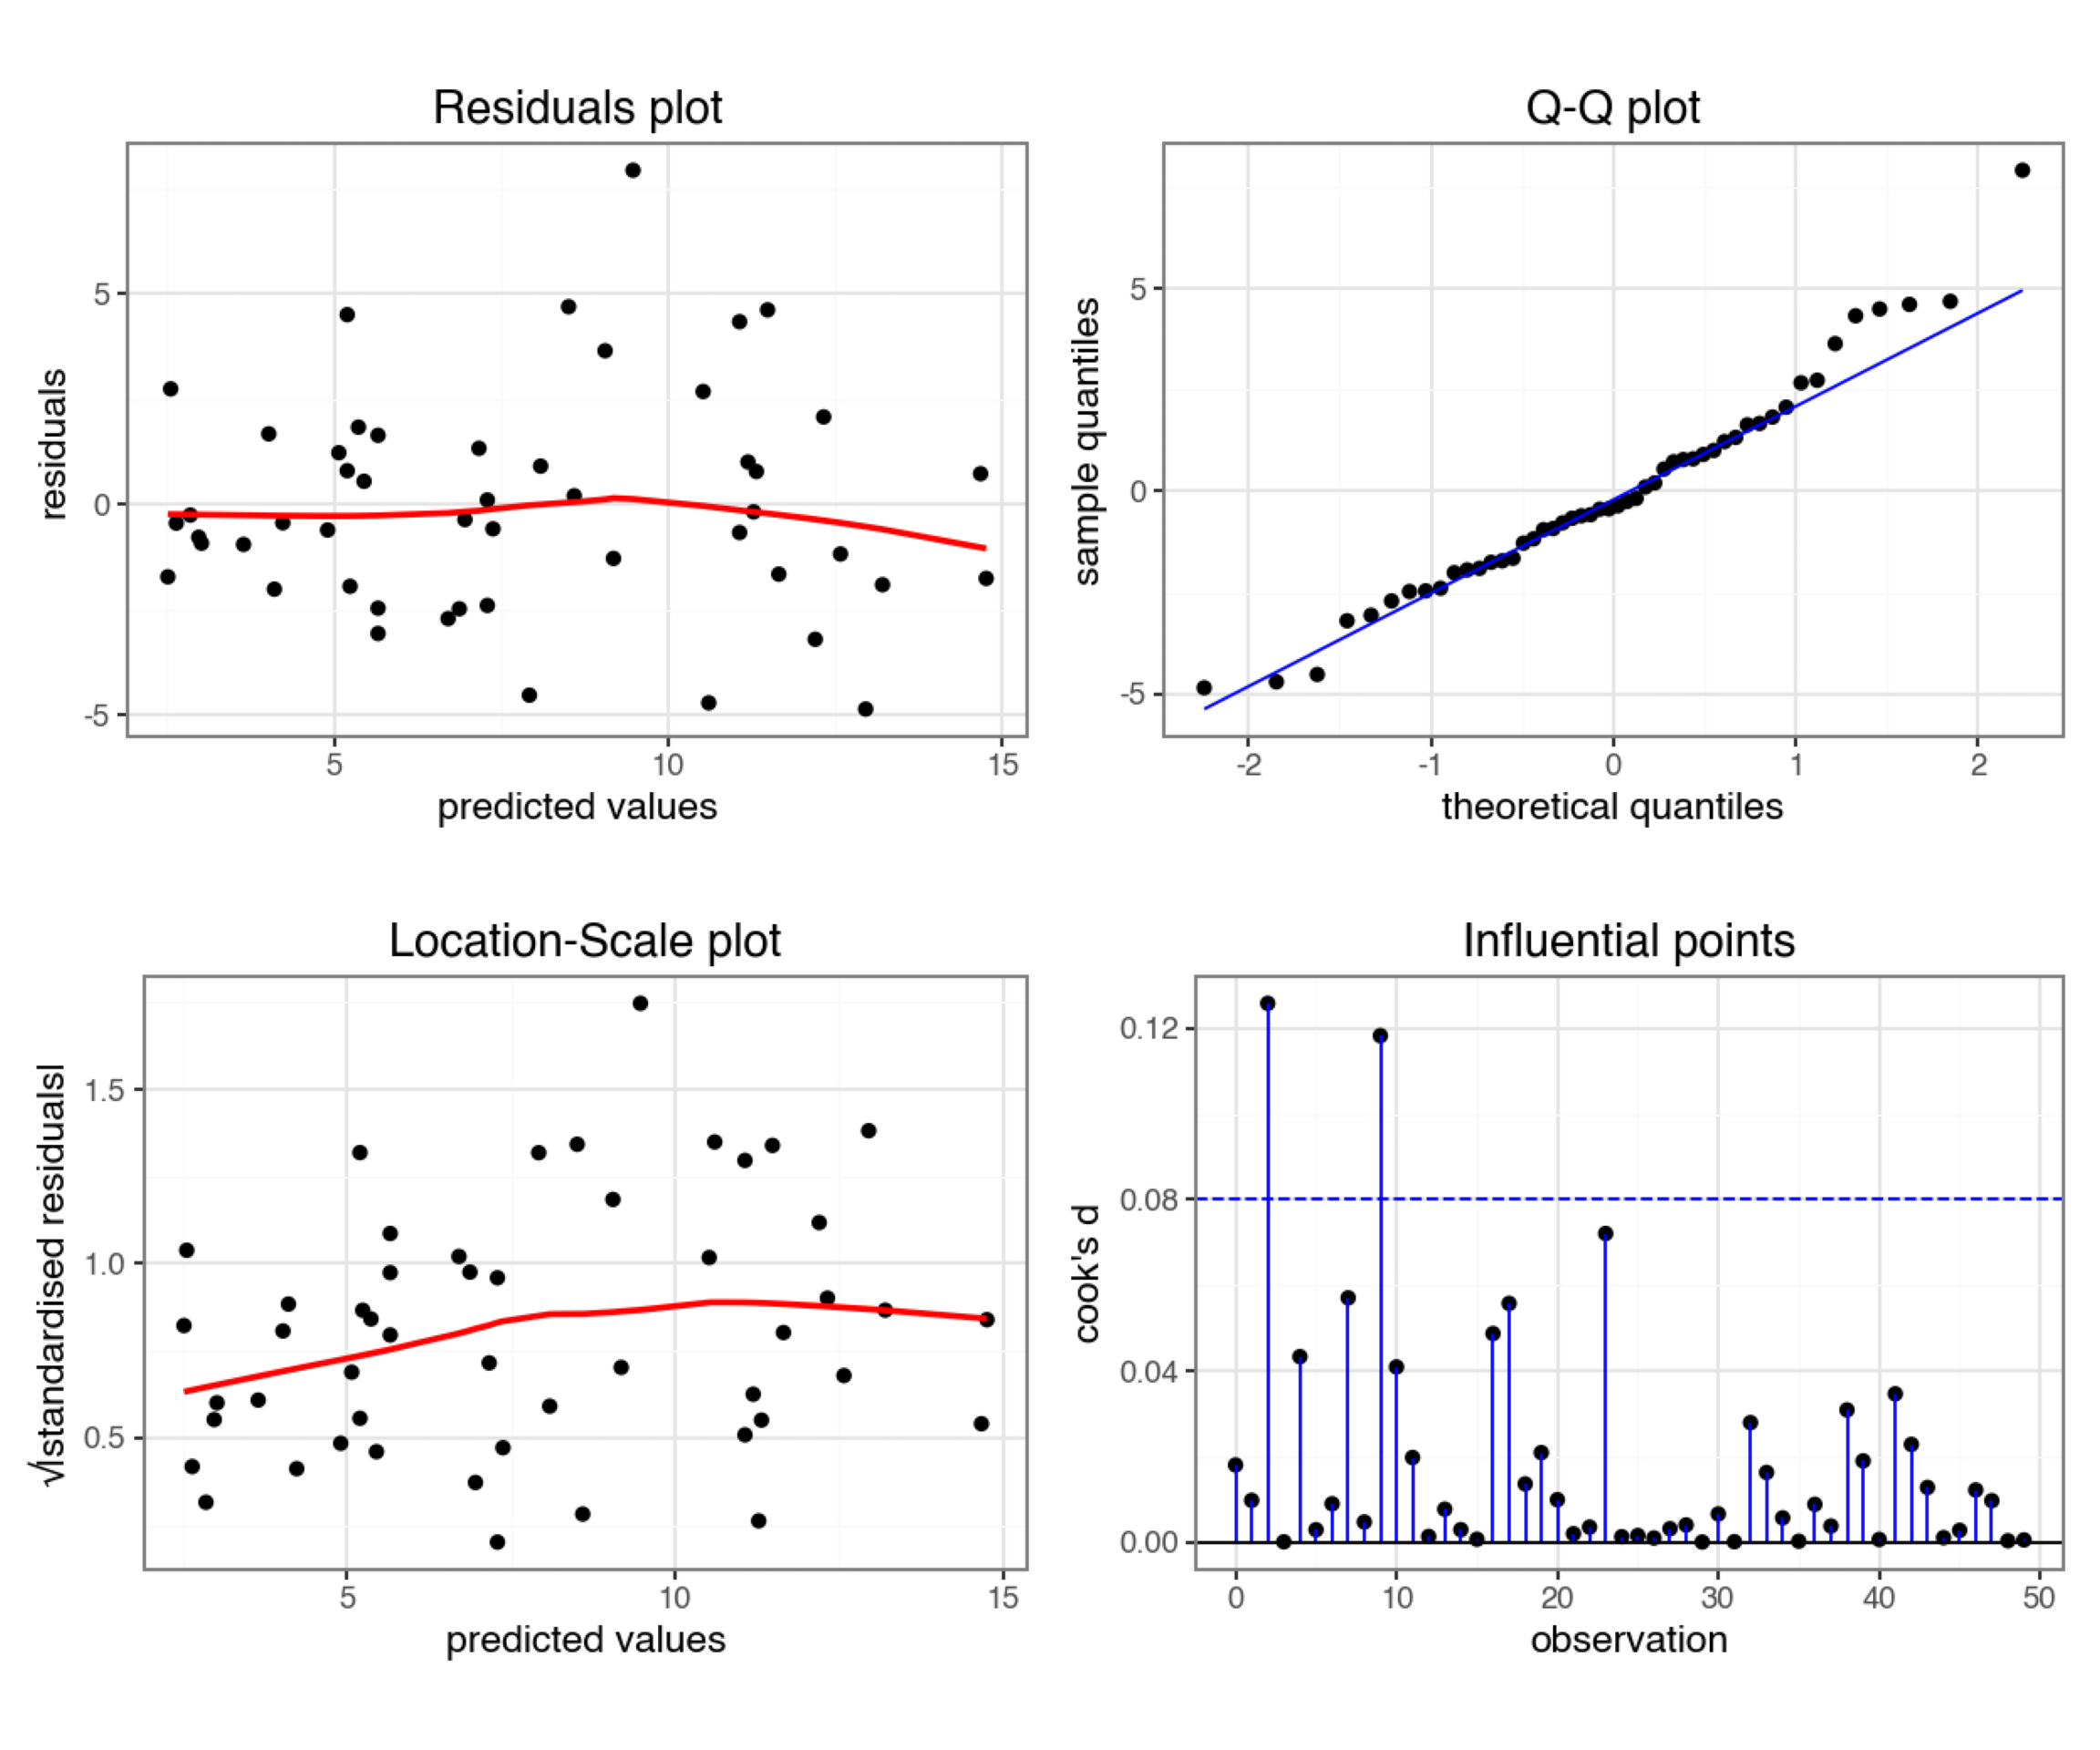 Residuals plot
residuals
5
0
-5
5
10
15
predicted values
Q-Q plot
sample quantiles
5
0
-5
-2
-1
0
1
2
theoretical quantiles
Location-Scale plot
√|standardised residuals|
1.5
1.0
0.5
5
10
15
predicted values
Influential points
cook's d
0.12
0.08
0.04
0.00
0
10
20
30
40
50
observation